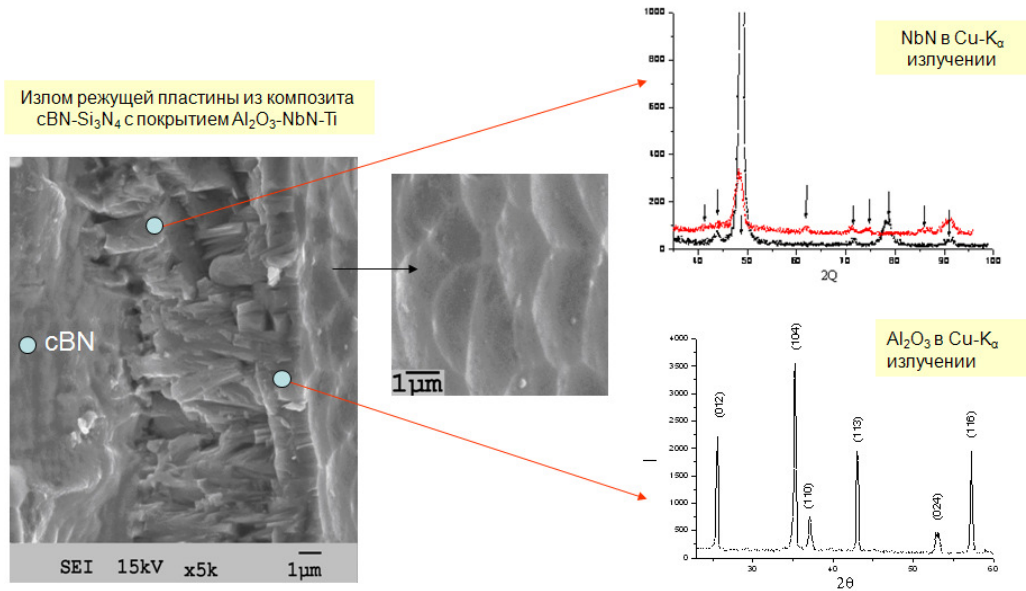 Излом режущей пластины из композита
cBN-Si₃N₄ с покрытием Al₂O₃-NbN-Ti
cBN
SEI 15kV x5k 1µm
1µm
NbN в Cu-Kα
излучении
1000
800
600
400
200
0
40 50 60 70 80 90 100
2Q
Al₂O₃ в Cu-Kα
излучении
4000
3500
3000
2500
2000
1500
1000
500
0
I
(012)
(104)
(110)
(113)
(024)
(116)
30 40 50 60
2θ